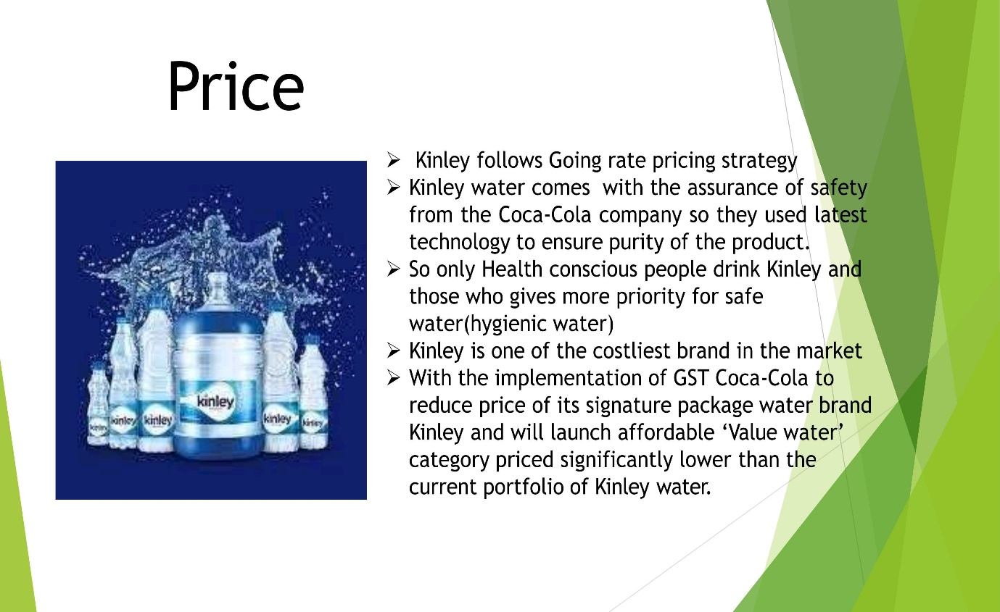 Price
➢ Kinley follows Going rate pricing strategy
➢ Kinley water comes with the assurance of safety
from the Coca-Cola company so they used latest
technology to ensure purity of the product.
➢ So only Health conscious people drink Kinley and
those who gives more priority for safe
water(hygienic water)
➢ Kinley is one of the costliest brand in the market
➢ With the implementation of GST Coca-Cola to
reduce price of its signature package water brand
Kinley and will launch affordable ‘Value water’
category priced significantly lower than the
current portfolio of Kinley water.
kinley
kinley
kinley
kinley
kinley
kinley